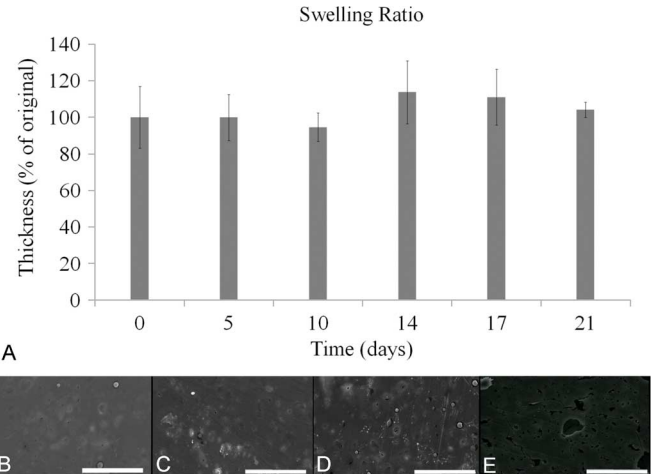 Swelling Ratio
140
120
100
80
60
40
20
0
Thickness (% of original)
0 5 10 14 17 21
Time (days)
A
B C D E